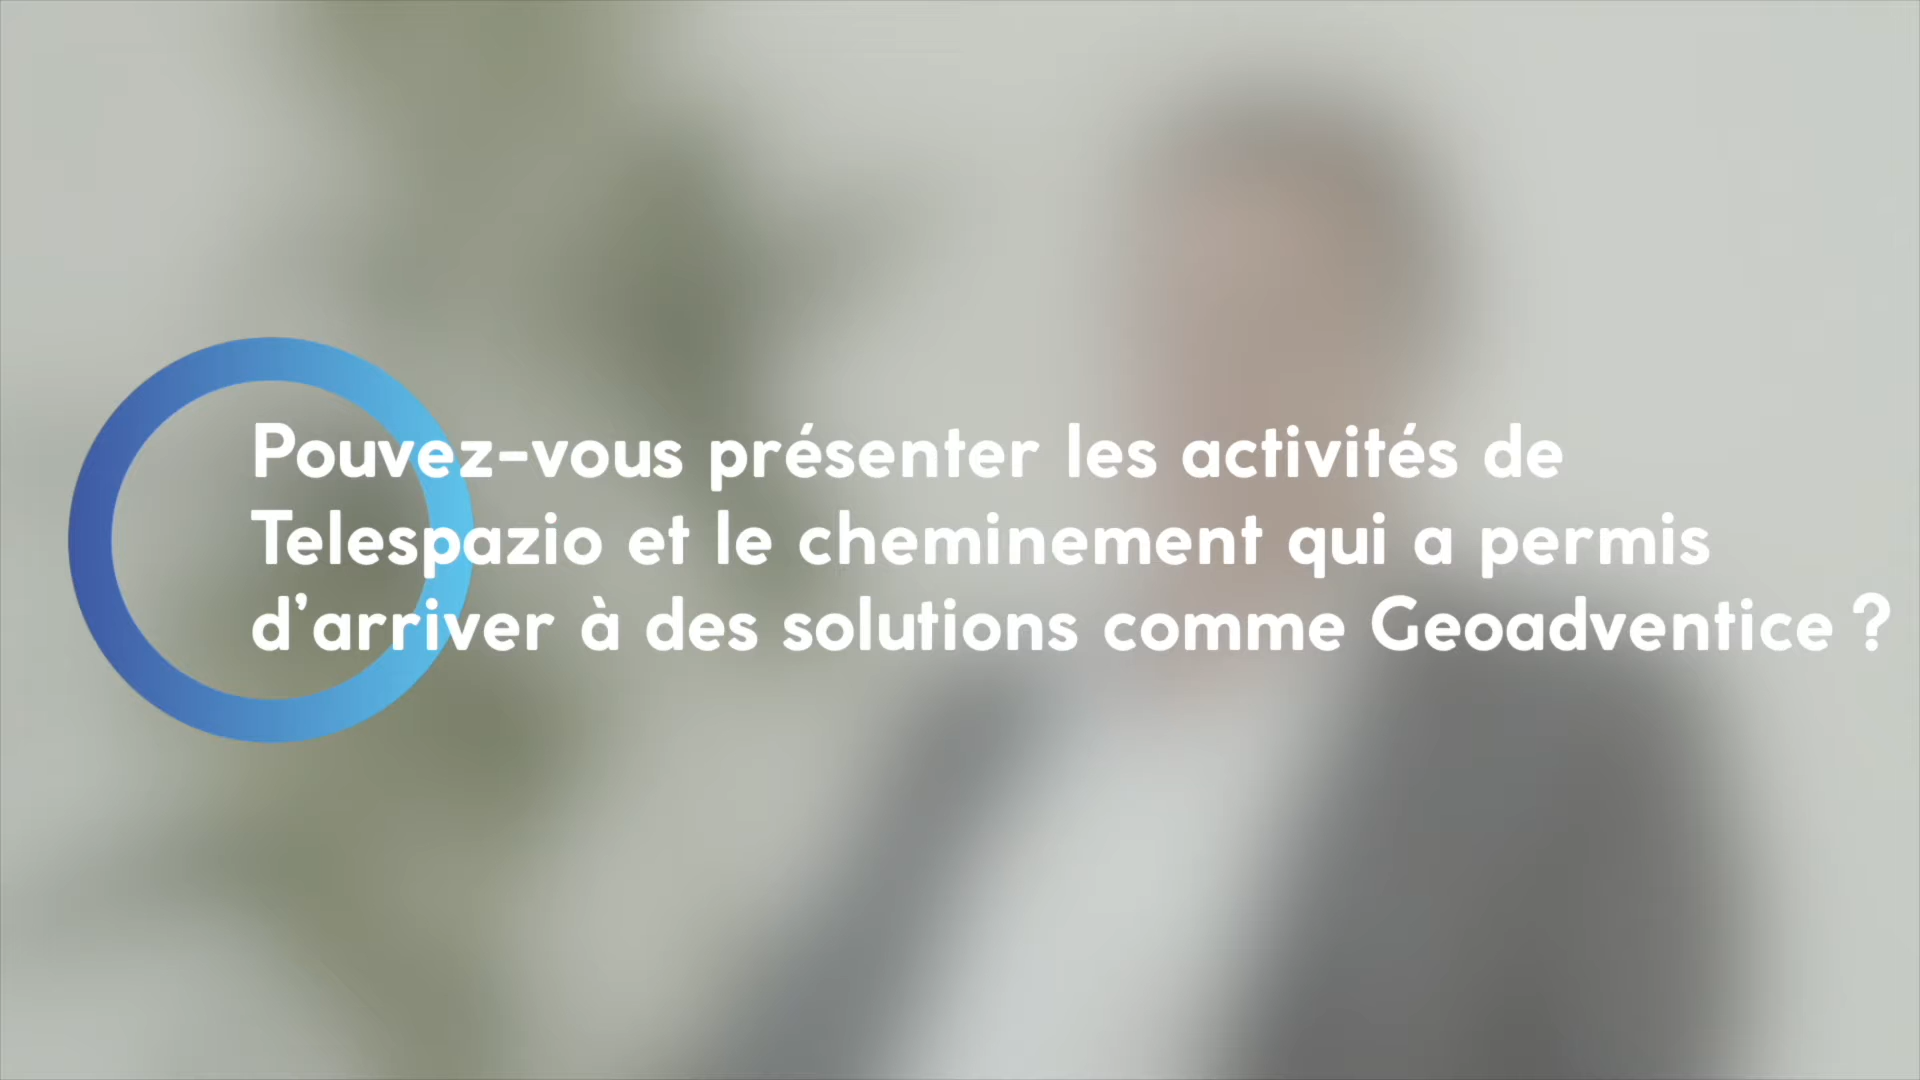 Pouvez-vous présenter les activités de
Telespazio et le cheminement qui a permis
d’arriver à des solutions comme Geoadventice ?